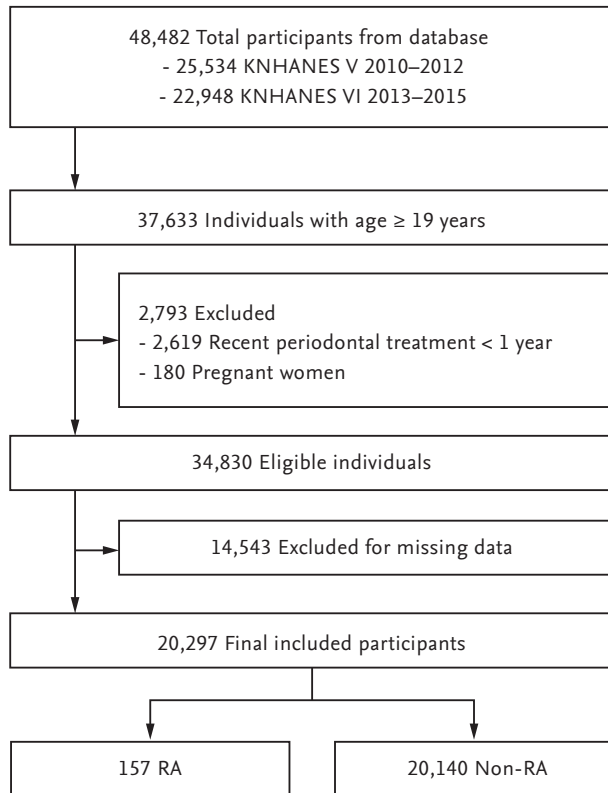 48,482 Total participants from database
- 25,534 KNHANES V 2010–2012
- 22,948 KNHANES VI 2013–2015
37,633 Individuals with age ≥ 19 years
2,793 Excluded
- 2,619 Recent periodontal treatment < 1 year
- 180 Pregnant women
34,830 Eligible individuals
14,543 Excluded for missing data
20,297 Final included participants
157 RA
20,140 Non-RA